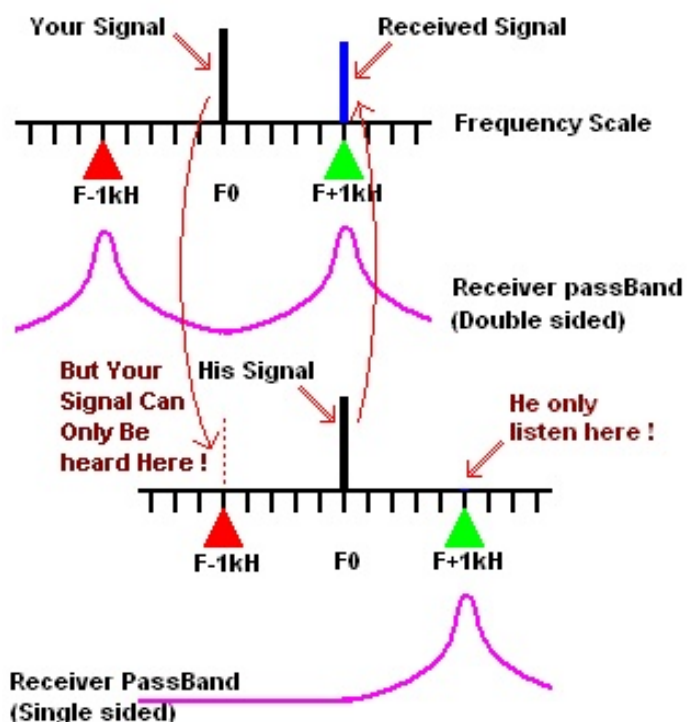 Your Signal
Received Signal
Frequency Scale
F-1kH
F0
F+1kH
Receiver passBand
(Double sided)
But Your
Signal Can
Only Be
heard Here !
His Signal
He only
listen here !
F-1kH
F0
F+1kH
Receiver PassBand
(Single sided)